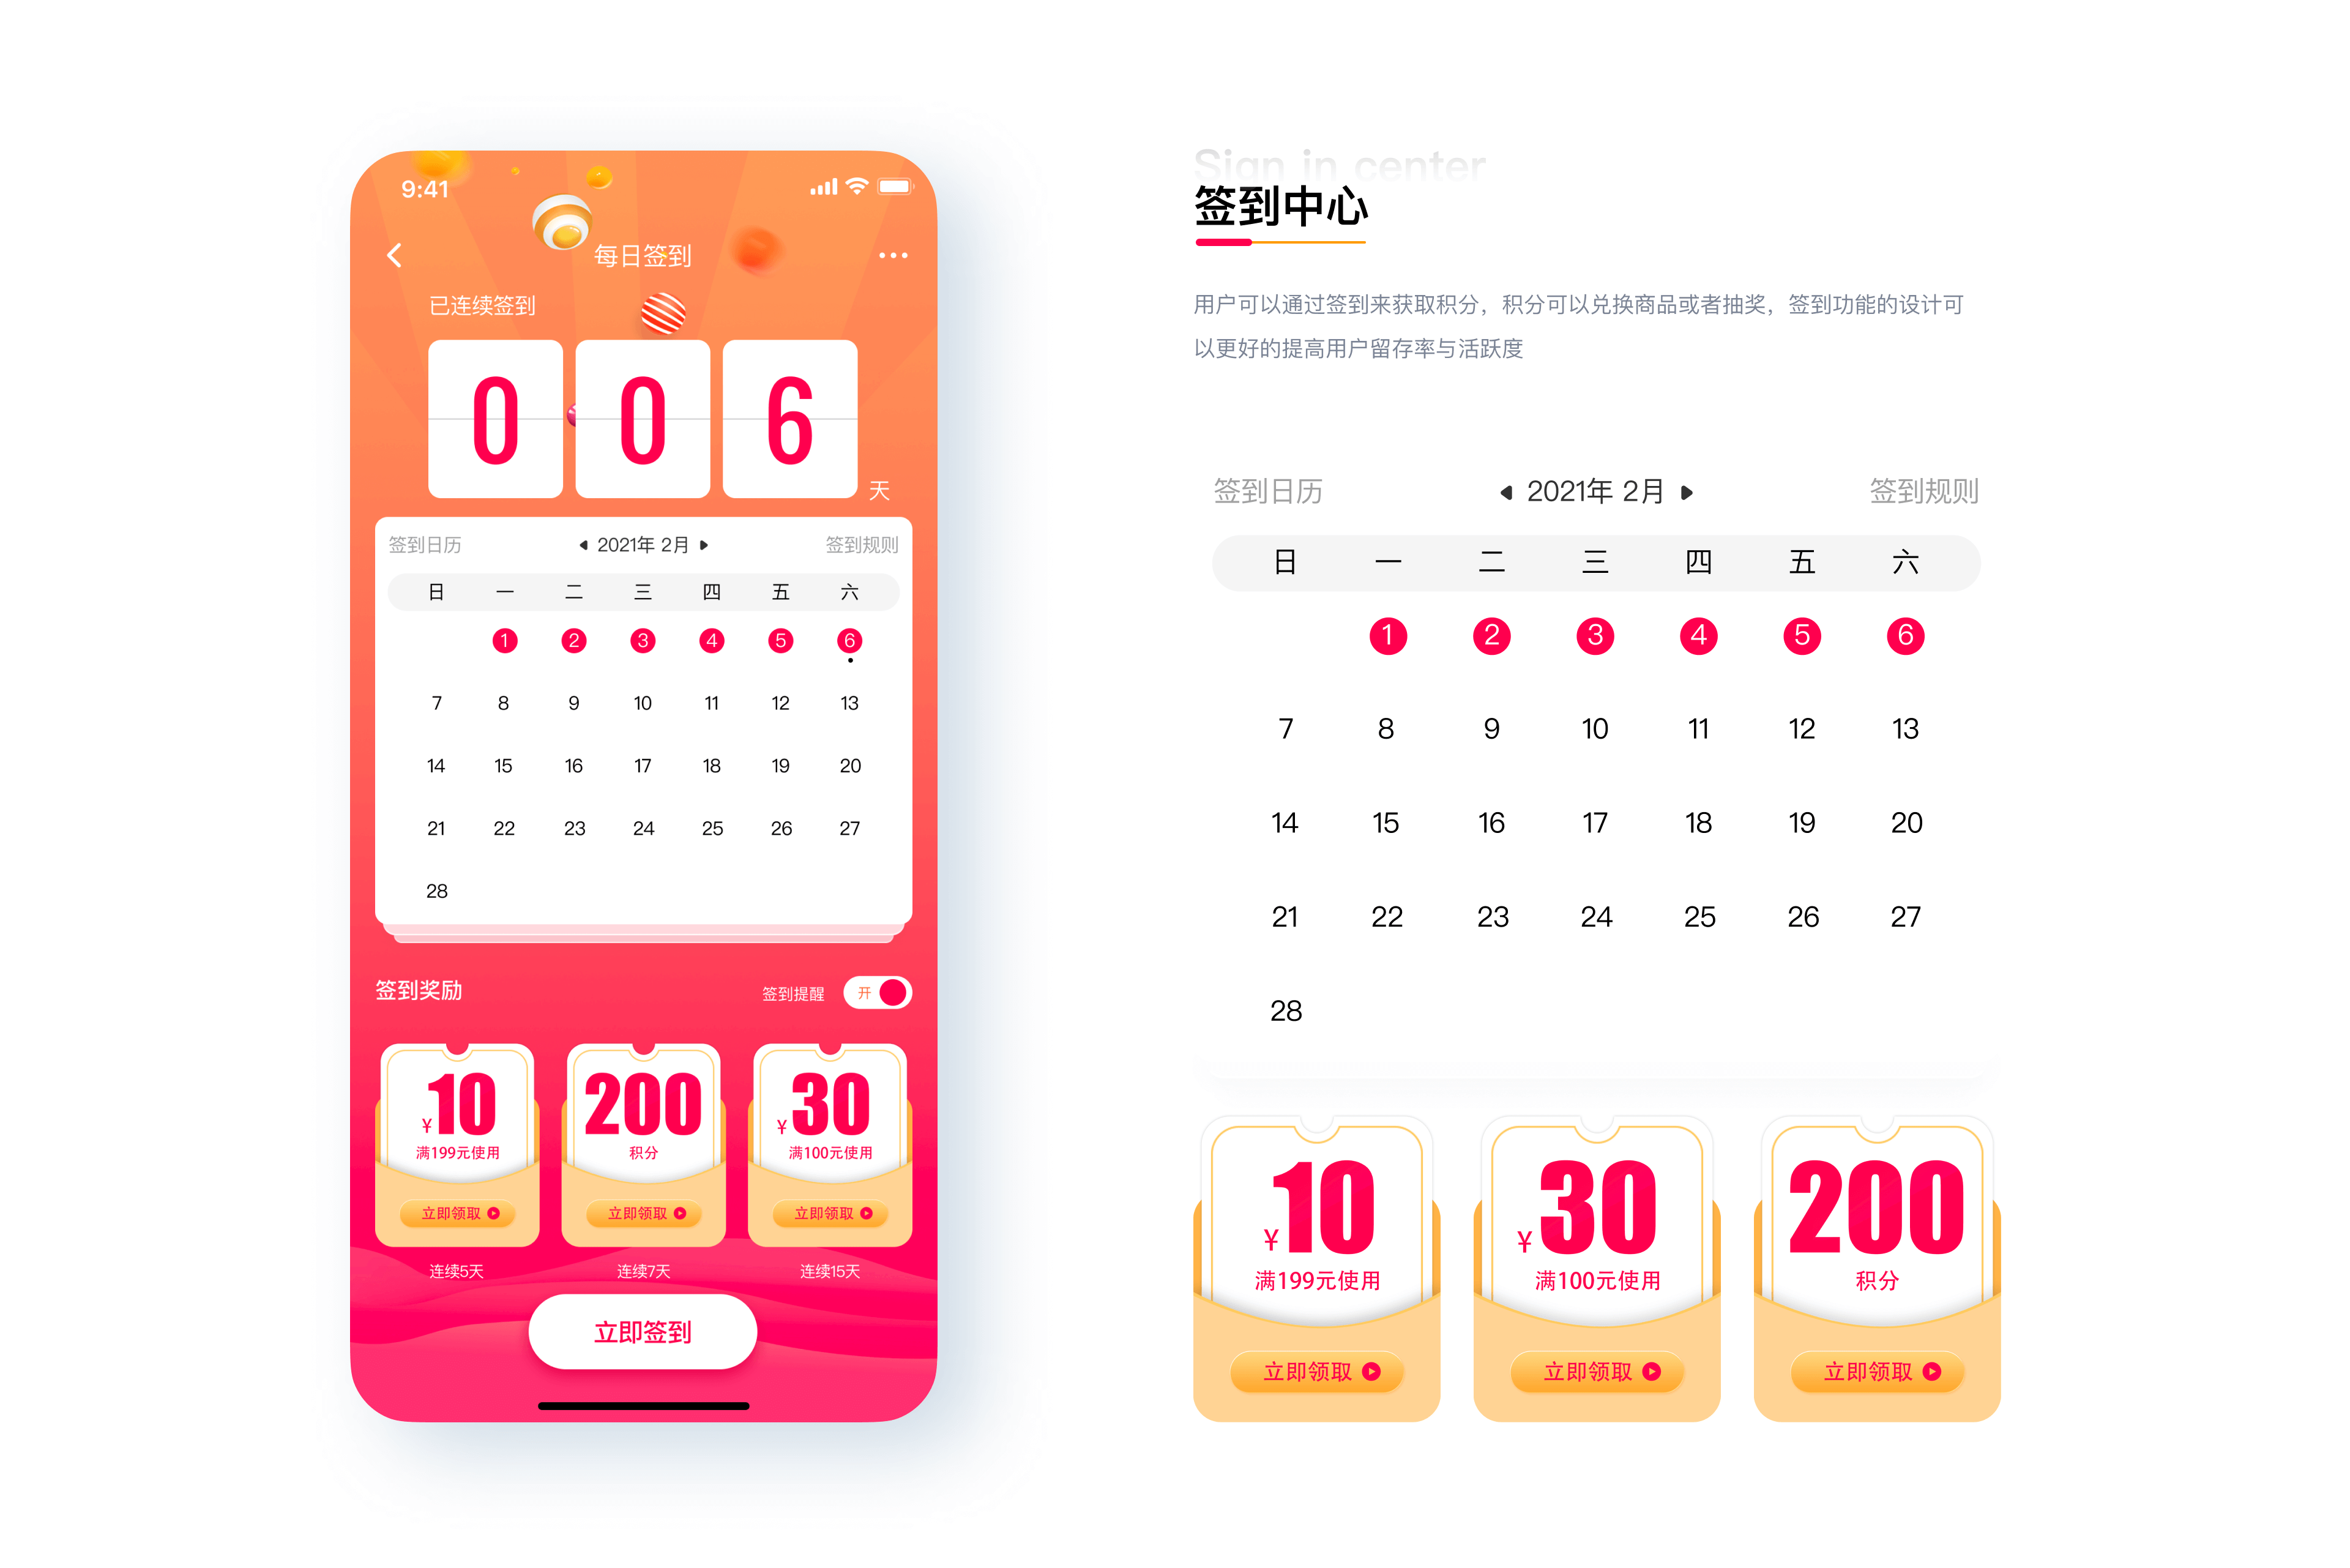 9:41
每日签到
已连续签到
0 0 6
天
签到日历 2021年 2月 签到规则
日 一 二 三 四 五 六
1 2 3 4 5 6
7 8 9 10 11 12 13
14 15 16 17 18 19 20
21 22 23 24 25 26 27
28
签到奖励 签到提醒 开
¥10 200 ¥30
满199元使用 积分 满100元使用
立即领取 立即领取 立即领取
连续5天 连续7天 连续15天
立即签到
Sign in center
签到中心
用户可以通过签到来获取积分，积分可以兑换商品或者抽奖，签到功能的设计可
以更好的提高用户留存率与活跃度
签到日历 2021年 2月 签到规则
日 一 二 三 四 五 六
1 2 3 4 5 6
7 8 9 10 11 12 13
14 15 16 17 18 19 20
21 22 23 24 25 26 27
28
¥10 ¥30 200
满199元使用 满100元使用 积分
立即领取 立即领取 立即领取